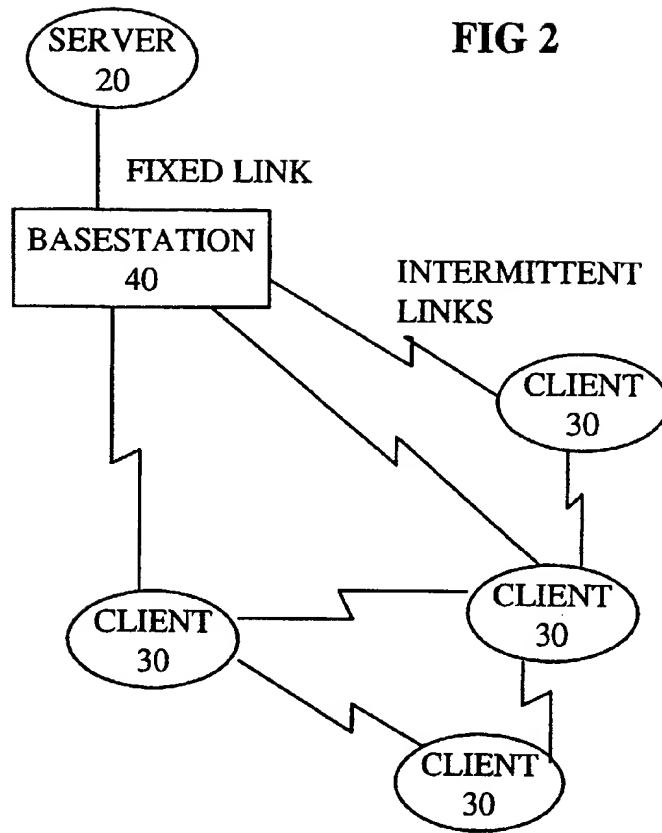 FIG 2
SERVER
20
FIXED LINK
BASESTATION
40
INTERMITTENT
LINKS
CLIENT
30
CLIENT
30
CLIENT
30
CLIENT
30